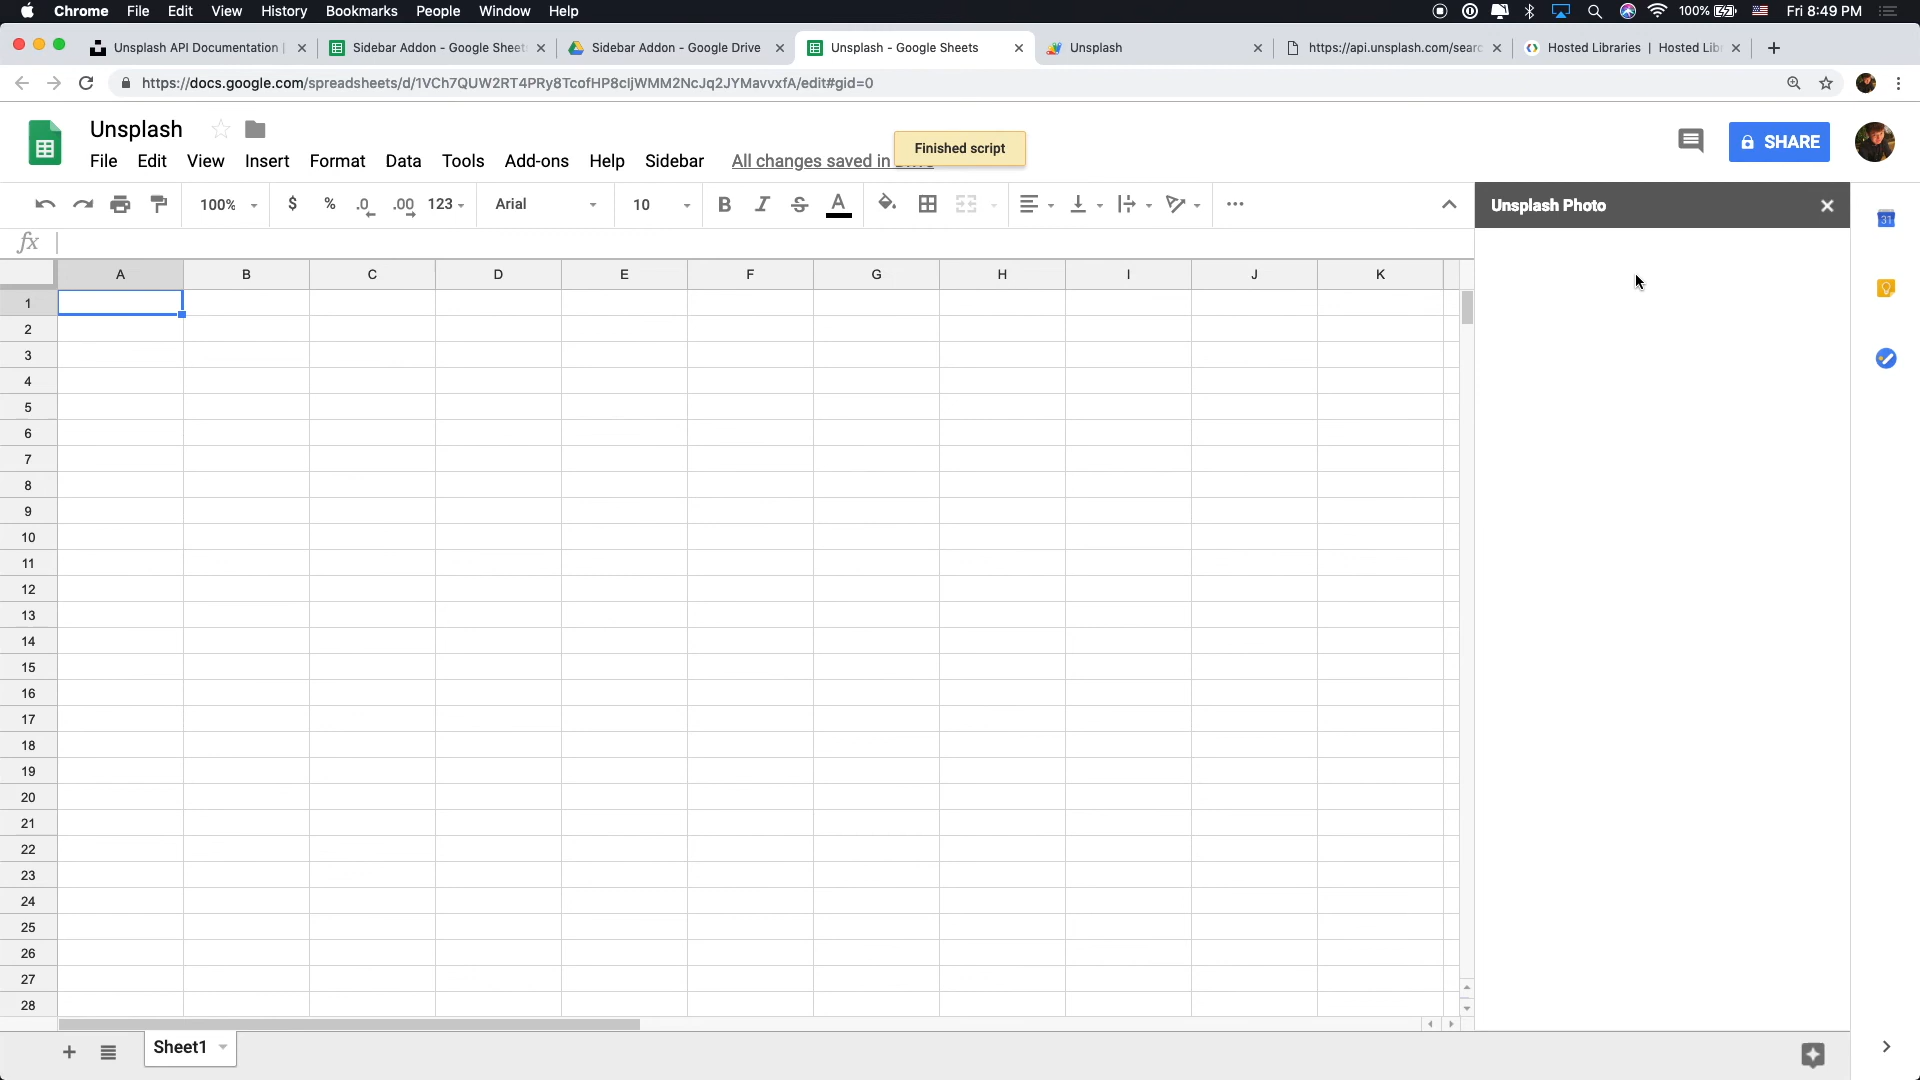 Chrome File Edit View History Bookmarks People Window Help 100% Fri 8:49 PM
Unsplash API Documentation | Sidebar Addon - Google Sheets Sidebar Addon - Google Drive Unsplash - Google Sheets Unsplash https://api.unsplash.com/searc Hosted Libraries | Hosted Lib
https://docs.google.com/spreadsheets/d/1VCh7QUW2RT4PRy8TcofHP8cIjWMM2NcJq2JYMavvxfA/edit#gid=0
Unsplash
Finished script
SHARE
File Edit View Insert Format Data Tools Add-ons Help Sidebar All changes saved in Drive
100% $ % .0 .00 123 Arial 10 B I S A
Unsplash Photo
31
fx
A B C D E F G H I J K
1
2
3
4
5
6
7
8
9
10
11
12
13
14
15
16
17
18
19
20
21
22
23
24
25
26
27
28
Sheet1